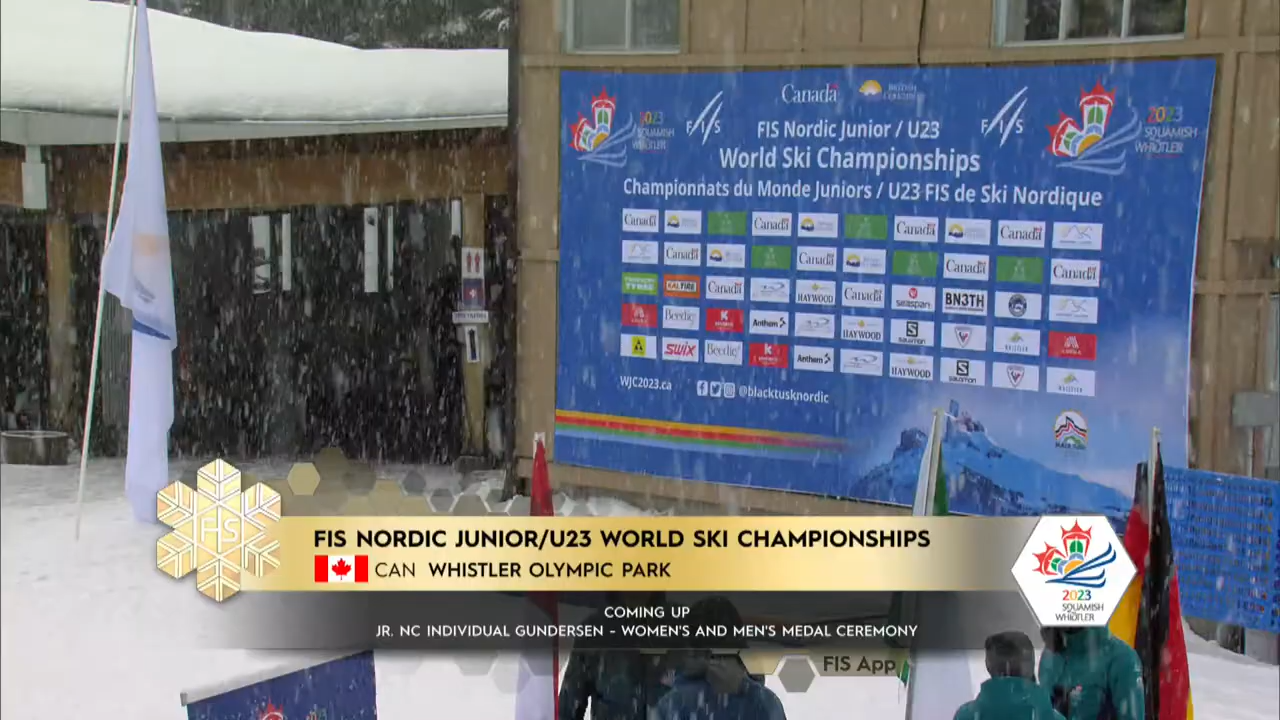 Canada
BRITISH COLUMBIA
2023
SQUAMISH
WHISTLER
FIS
FIS Nordic Junior / U23
World Ski Championships
FIS
2023
SQUAMISH
WHISTLER
Championnats du Monde Juniors / U23 FIS de Ski Nordique
Canada Canada Canada Canada
Canada Canada Canada Canada
KALTIRE Canada HAYWOOD Canada seaspan BN3TH
Beedie Anthem HAYWOOD SALOMON
SWIX Beedie Anthem HAYWOOD SALOMON
WJC2023.ca @blacktusknordic
FIS
FIS NORDIC JUNIOR/U23 WORLD SKI CHAMPIONSHIPS
CAN WHISTLER OLYMPIC PARK
2023
SQUAMISH
WHISTLER
COMING UP
JR. NC INDIVIDUAL GUNDERSEN - WOMEN'S AND MEN'S MEDAL CEREMONY
FIS App